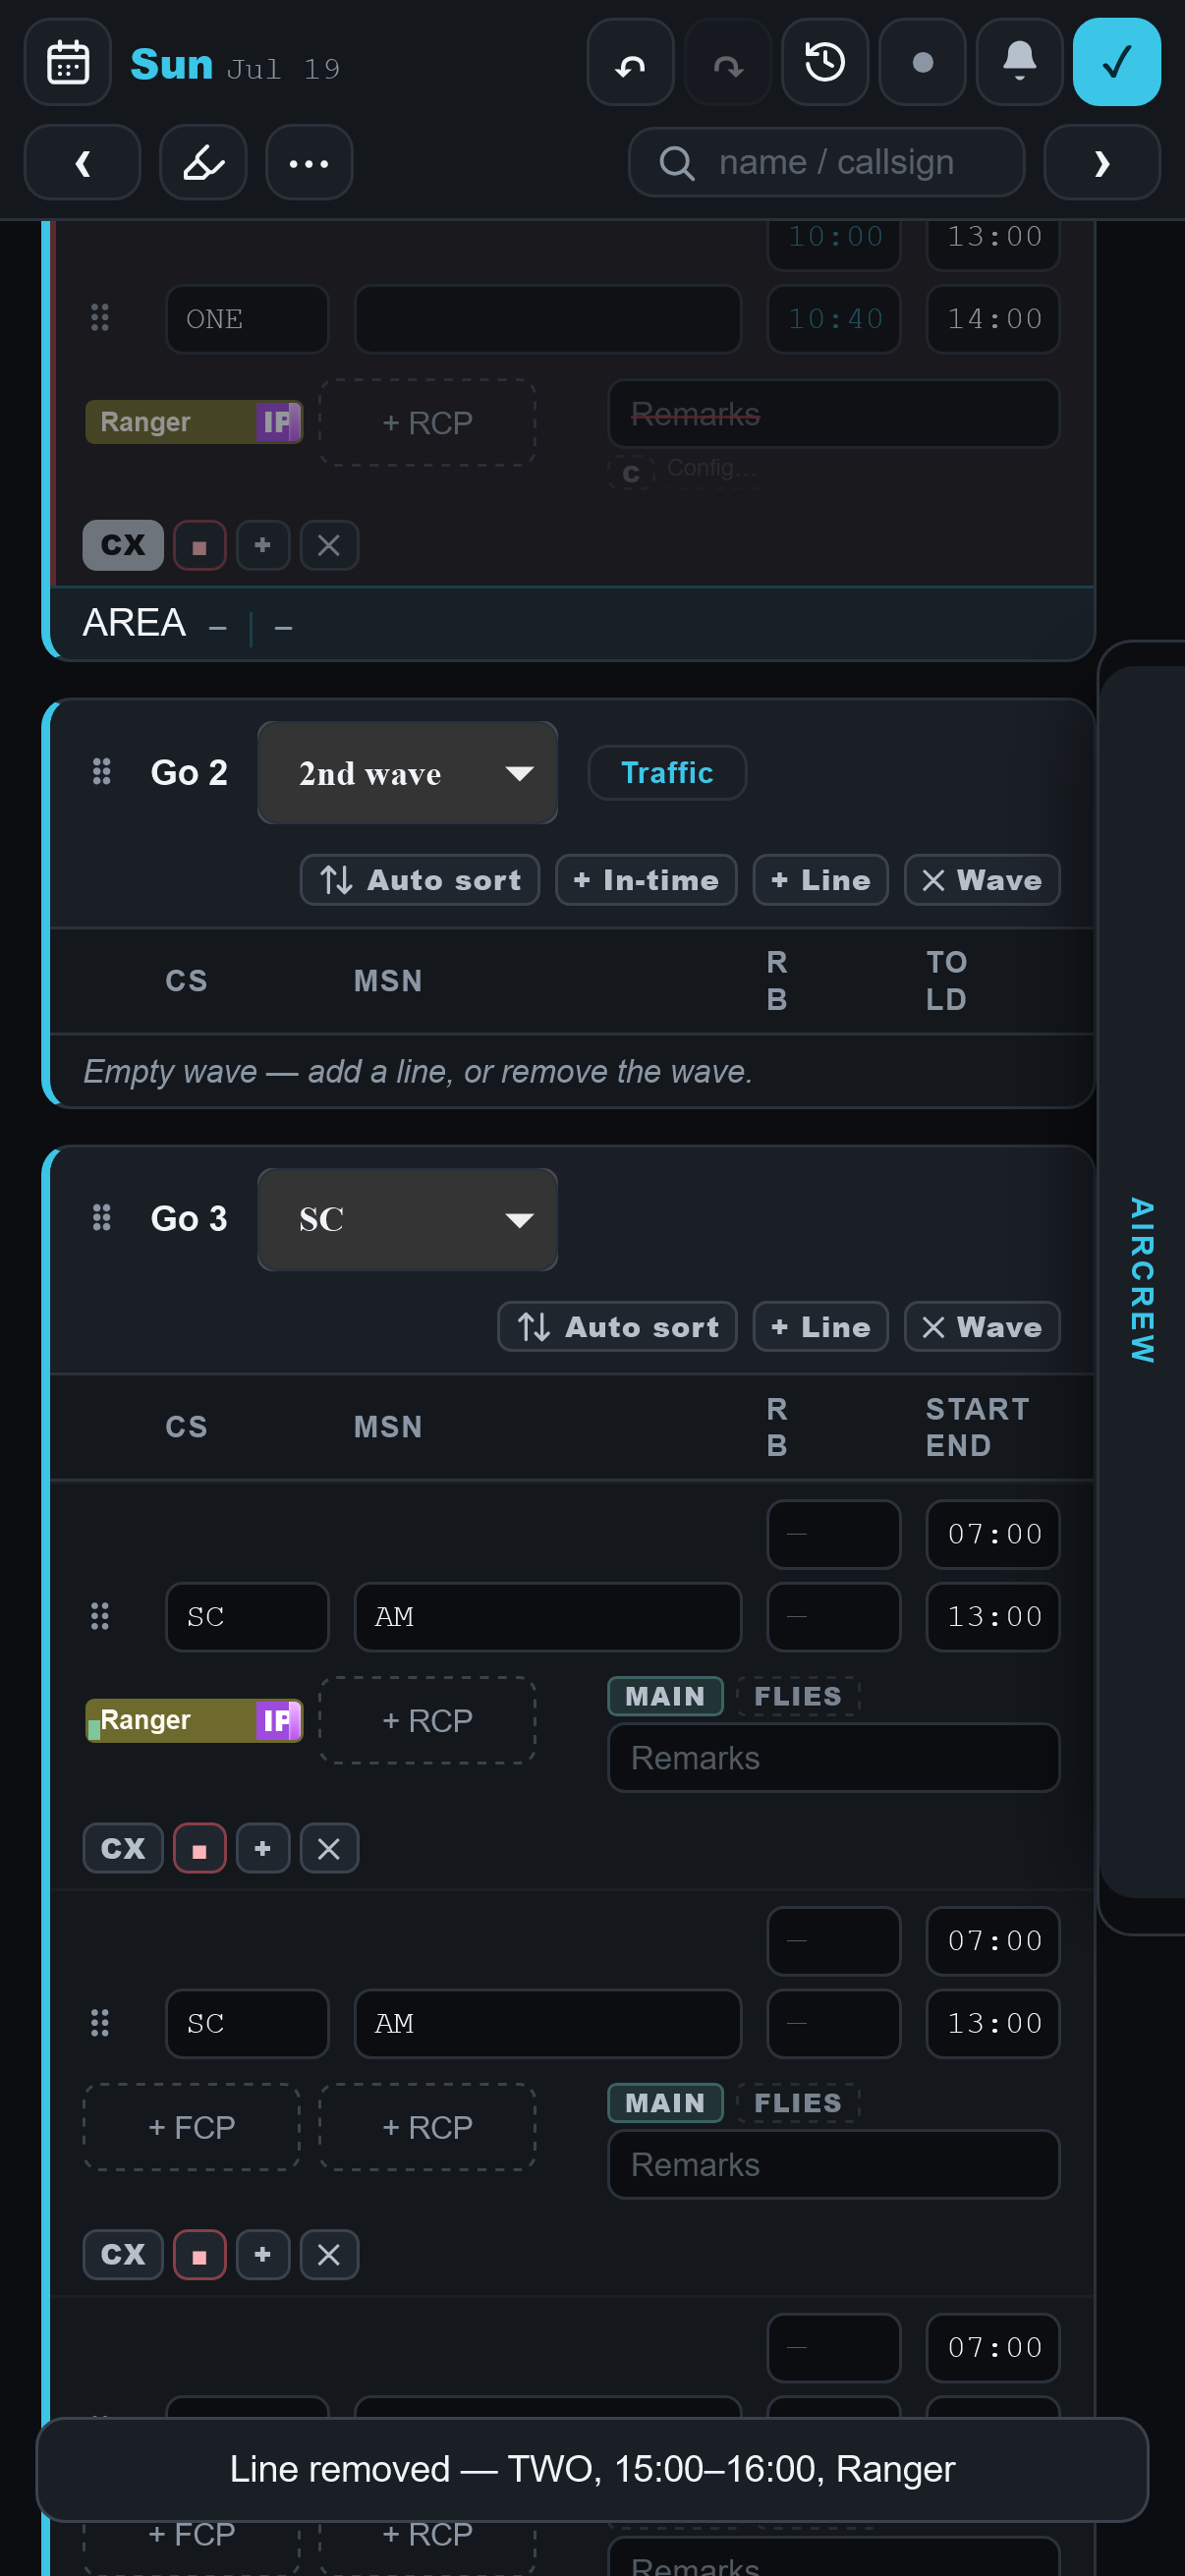 Sun Jul 19
name / callsign
10:00 13:00
ONE 10:40 14:00
Ranger IP + RCP Remarks
C Config...
CX +
AREA – | –
Go 2 2nd wave Traffic
Auto sort + In-time + Line × Wave
CS MSN R TO
B LD
Empty wave — add a line, or remove the wave.
Go 3 SC
Auto sort + Line × Wave
CS MSN R START
B END
— 07:00
SC AM — 13:00
Ranger IP + RCP MAIN FLIES
Remarks
CX +
— 07:00
SC AM — 13:00
+ FCP + RCP MAIN FLIES
Remarks
CX +
— 07:00
Line removed — TWO, 15:00–16:00, Ranger
+ FCP + RCP
Remarks
AIRCREW